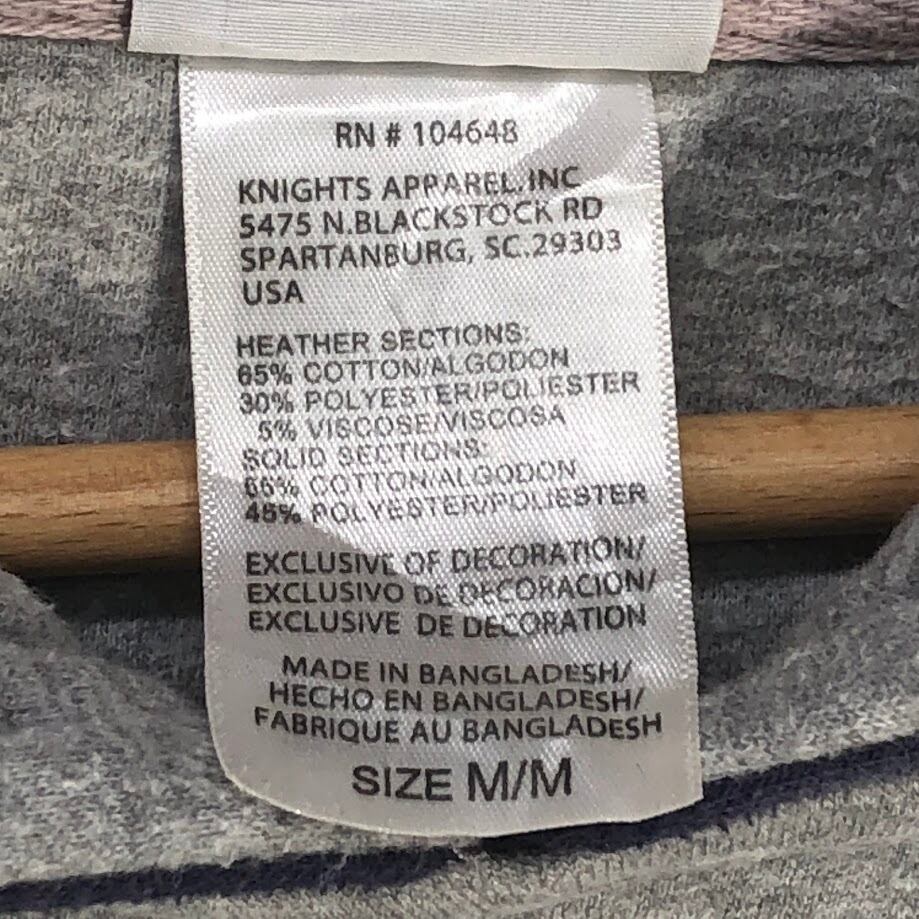 RN # 104648
KNIGHTS APPAREL.INC
5475 N.BLACKSTOCK RD
SPARTANBURG, SC.29303
USA
HEATHER SECTIONS:
65% COTTON/ALGODON
30% POLYESTER/POLIESTER
5% VISCOSE/VISCOSA
SOLID SECTIONS:
COTTON/ALGODON
45% POLYESTER/POLIESTER
EXCLUSIVE OF DECORATION/
EXCLUSIVO DE DECORACION/
EXCLUSIVE DE DECORATION
MADE IN BANGLADESH/
HECHO EN BANGLADESH/
FABRIQUE AU BANGLADESH
SIZE M/M